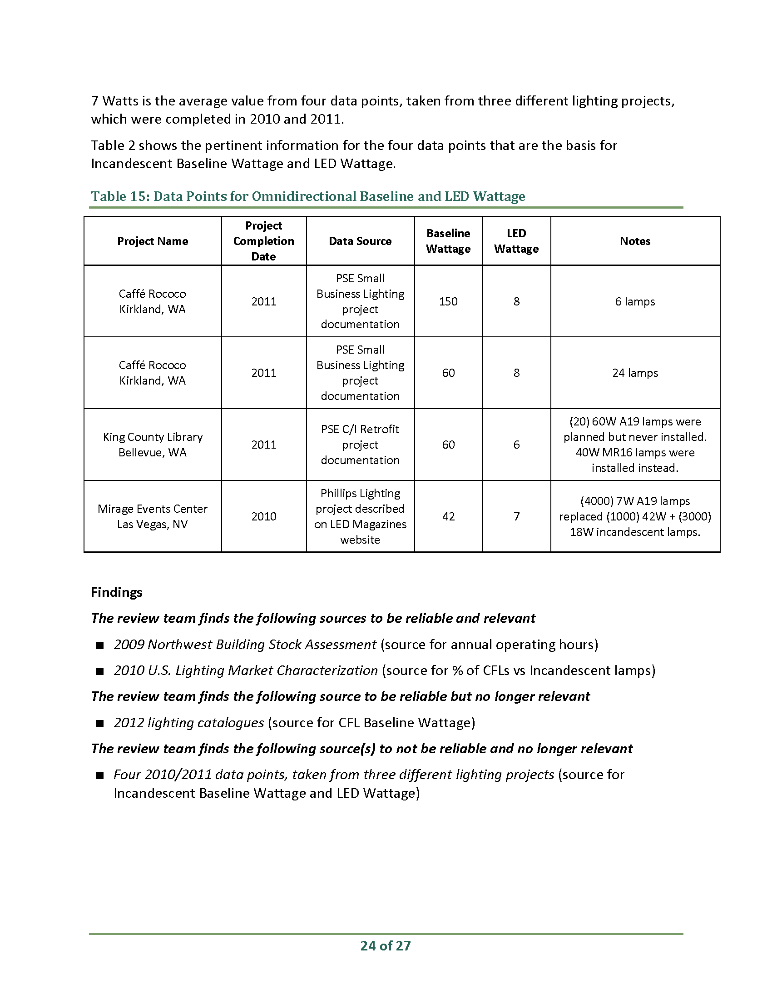 7 Watts is the average value from four data points, taken from three different lighting projects,
which were completed in 2010 and 2011.
Table 2 shows the pertinent information for the four data points that are the basis for
Incandescent Baseline Wattage and LED Wattage.
Table 15: Data Points for Omnidirectional Baseline and LED Wattage
Project Name
Project
Completion
Date
Data Source
Baseline
Wattage
LED
Wattage
Notes
Caffé Rococo
Kirkland, WA
2011
PSE Small
Business Lighting
project
documentation
150
8
6 lamps
Caffé Rococo
Kirkland, WA
2011
PSE Small
Business Lighting
project
documentation
60
8
24 lamps
King County Library
Bellevue, WA
2011
PSE C/I Retrofit
project
documentation
60
6
(20) 60W A19 lamps were
planned but never installed.
40W MR16 lamps were
installed instead.
Mirage Events Center
Las Vegas, NV
2010
Phillips Lighting
project described
on LED Magazines
website
42
7
(4000) 7W A19 lamps
replaced (1000) 42W + (3000)
18W incandescent lamps.
Findings
The review team finds the following sources to be reliable and relevant
■ 2009 Northwest Building Stock Assessment (source for annual operating hours)
■ 2010 U.S. Lighting Market Characterization (source for % of CFLs vs Incandescent lamps)
The review team finds the following source to be reliable but no longer relevant
■ 2012 lighting catalogues (source for CFL Baseline Wattage)
The review team finds the following source(s) to not be reliable and no longer relevant
■ Four 2010/2011 data points, taken from three different lighting projects (source for
Incandescent Baseline Wattage and LED Wattage)
24 of 27